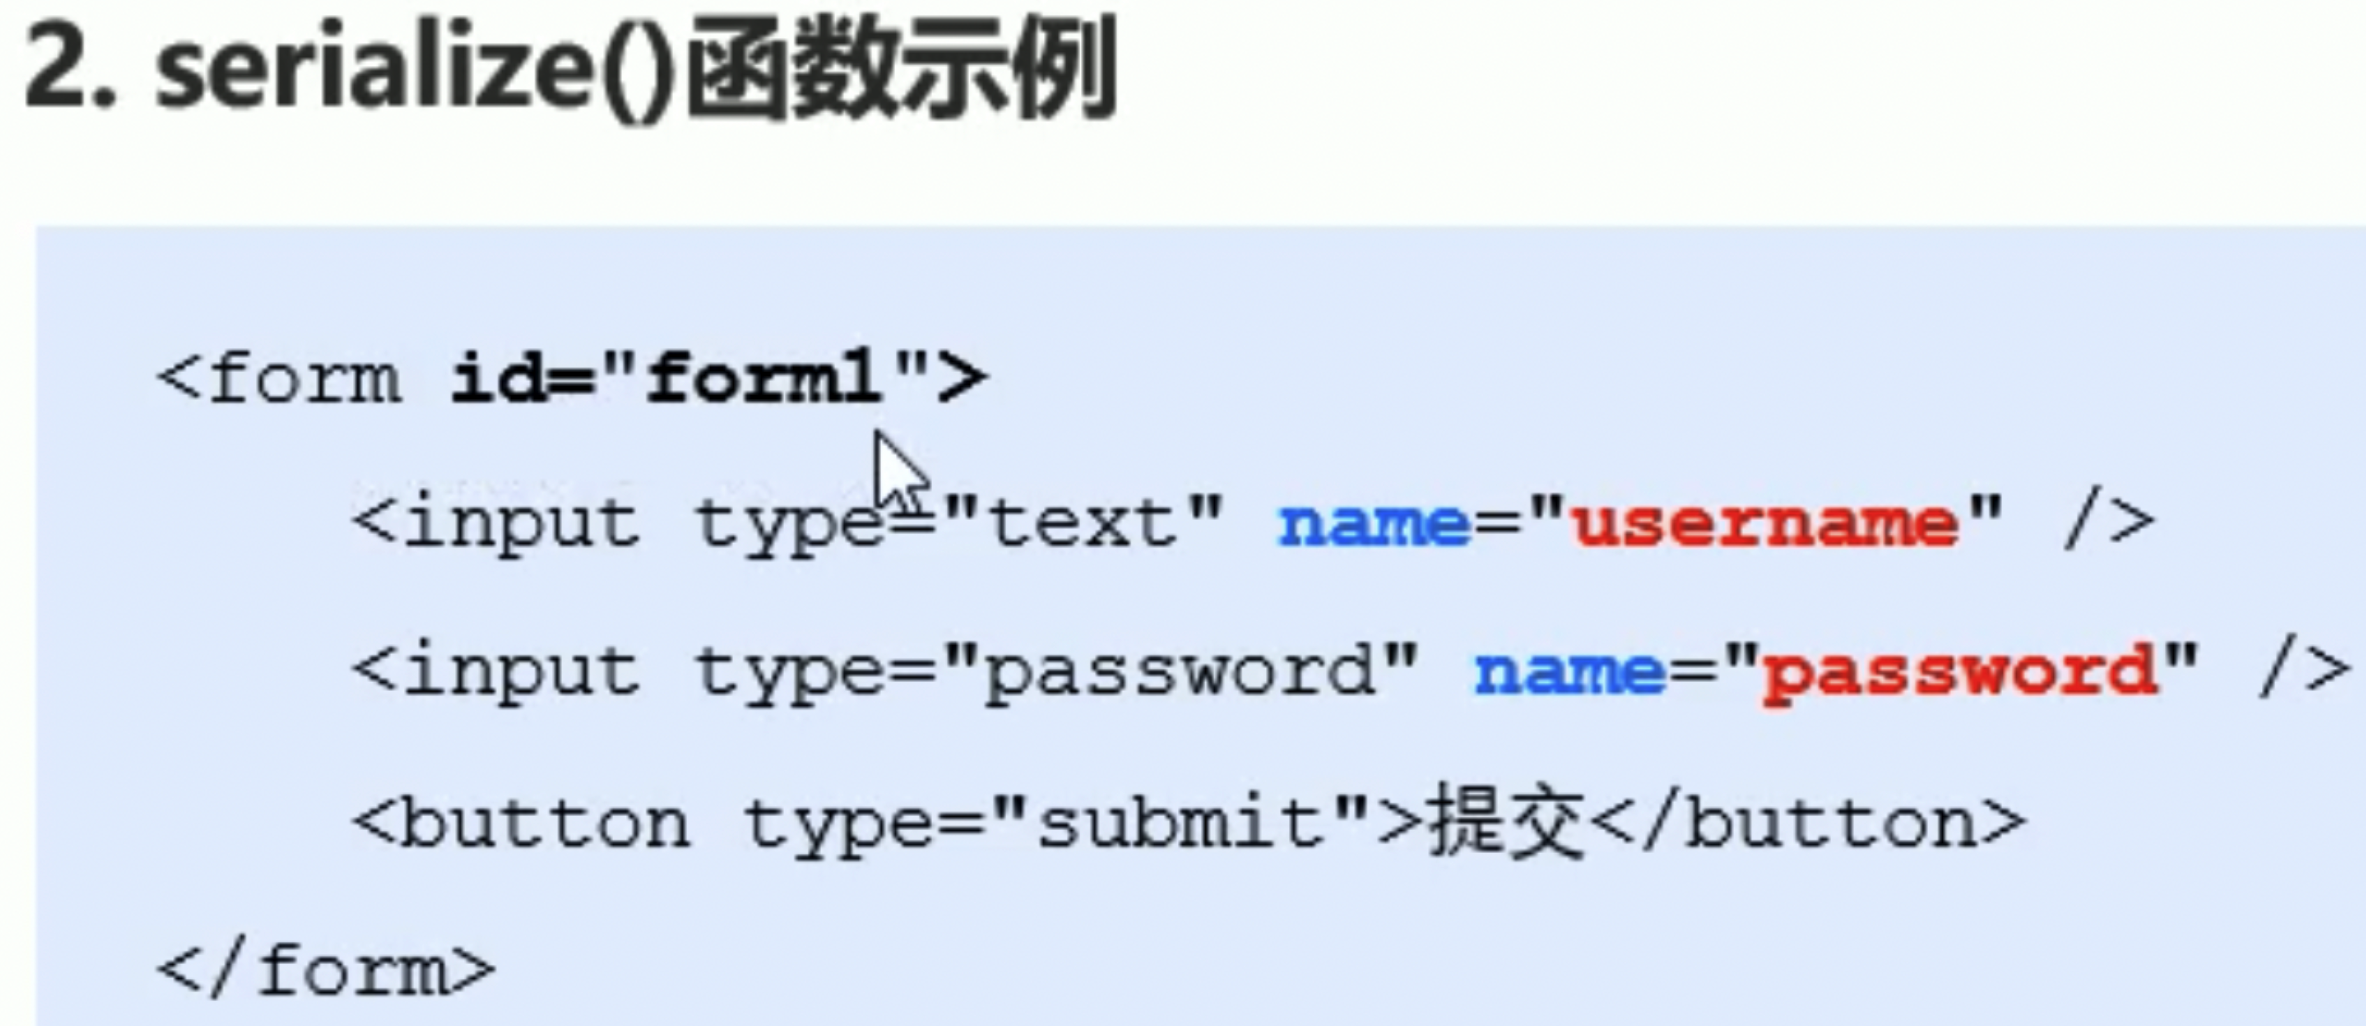 2. serialize()函数示例
<form id="form1">
<input type="text" name="username" />
<input type="password" name="password" />
<button type="submit">提交</button>
</form>